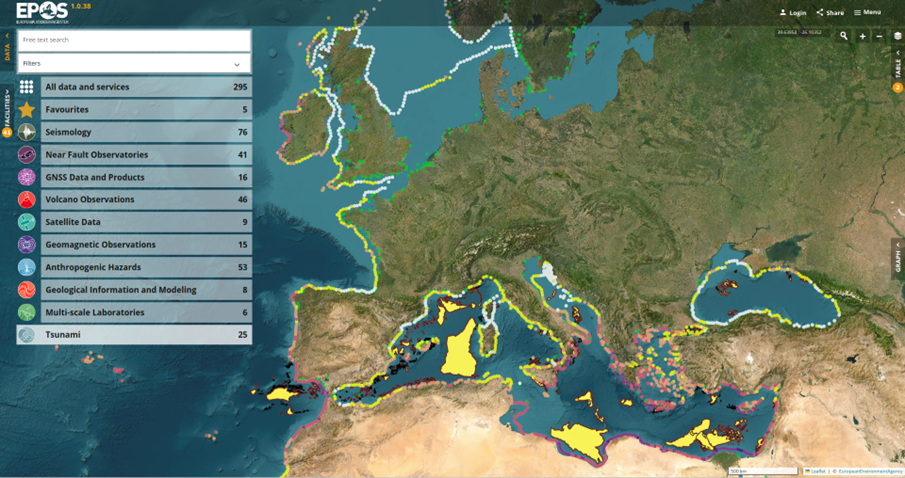 EPOS 1.0.38
Login Share Menu
Free text search
Filters
DATA
FACILITIES
TABLE
2
GRAPH
All data and services 295
Favourites 5
Seismology 76
Near Fault Observatories 41
GNSS Data and Products 16
Volcano Observations 46
Satellite Data 9
Geomagnetic Observations 15
Anthropogenic Hazards 53
Geological Information and Modeling 8
Multi-scale Laboratories 6
Tsunami 25
500 km
Leaflet | © EuropeanEnvironmentAgency